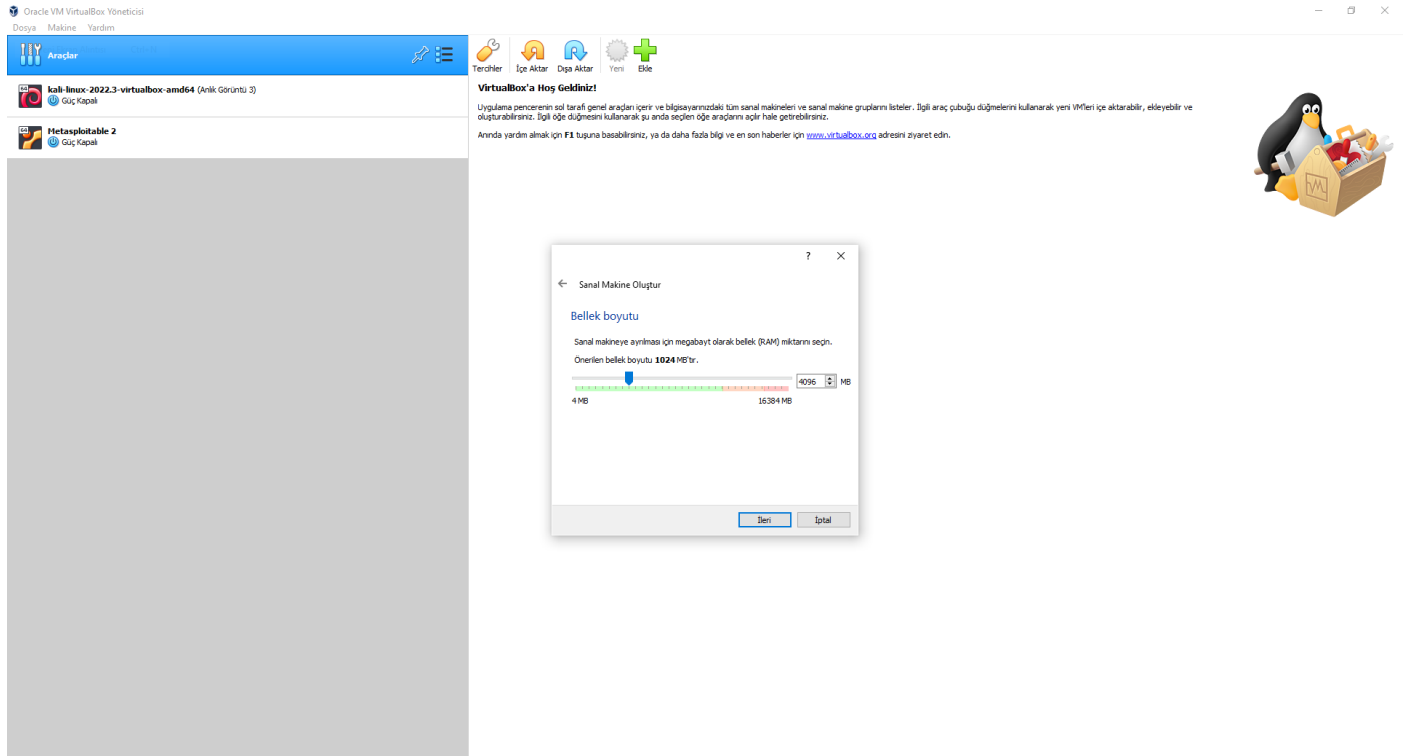 Oracle VM VirtualBox Yöneticisi
Dosya Makine Yardım
Araçlar
Tercihler İçe Aktar Dışa Aktar Yeni Ekle
64 kali-linux-2022.3-virtualbox-amd64 (Anlık Görüntü 3)
Güç Kapalı
64 Metasploitable 2
Güç Kapalı
VirtualBox'a Hoş Geldiniz!
Uygulama pencerenin sol tarafı genel araçları içerir ve bilgisayarınızdaki tüm sanal makineleri ve sanal makine gruplarını listeler. İlgili araç çubuğu düğmelerini kullanarak yeni VM'leri içe aktarabilir, ekleyebilir ve
oluşturabilirsiniz. İlgili öğe düğmesini kullanarak şu anda seçilen öğe araçlarını açılır hale getirebilirsiniz.
Anında yardım almak için F1 tuşuna basabilirsiniz, ya da daha fazla bilgi ve en son haberler için www.virtualbox.org adresini ziyaret edin.
?
Sanal Makine Oluştur
Bellek boyutu
Sanal makineye ayrılması için megabayt olarak bellek (RAM) miktarını seçin.
Önerilen bellek boyutu 1024 MB'tır.
4096 MB
4 MB 16384 MB
İleri İptal